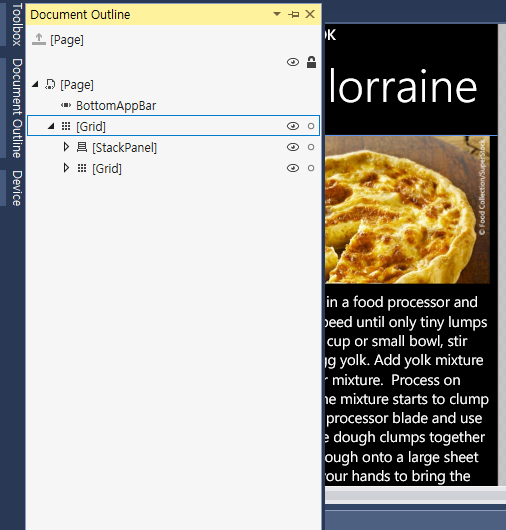 Toolbox
Document Outline
Device
Document Outline
[Page]
[Page]
BottomAppBar
[Grid]
[StackPanel]
[Grid]
OK
lorraine
© Food Collection/SuperStock
in a food processor and
peed until only tiny lumps
cup or small bowl, stir
gg yolk. Add yolk mixture
r mixture. Process on
ne mixture starts to clump
processor blade and use
e dough clumps together
ough onto a large sheet
your hands to bring the